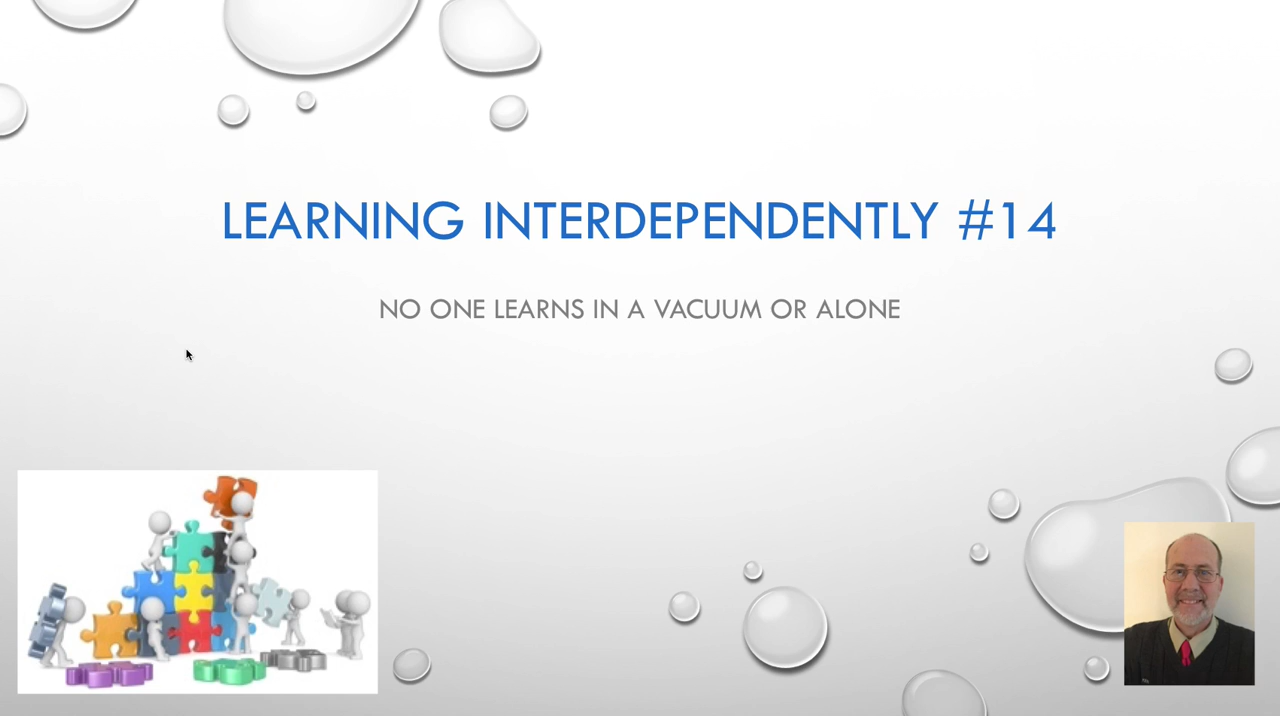 LEARNING INTERDEPENDENTLY #14
NO ONE LEARNS IN A VACUUM OR ALONE